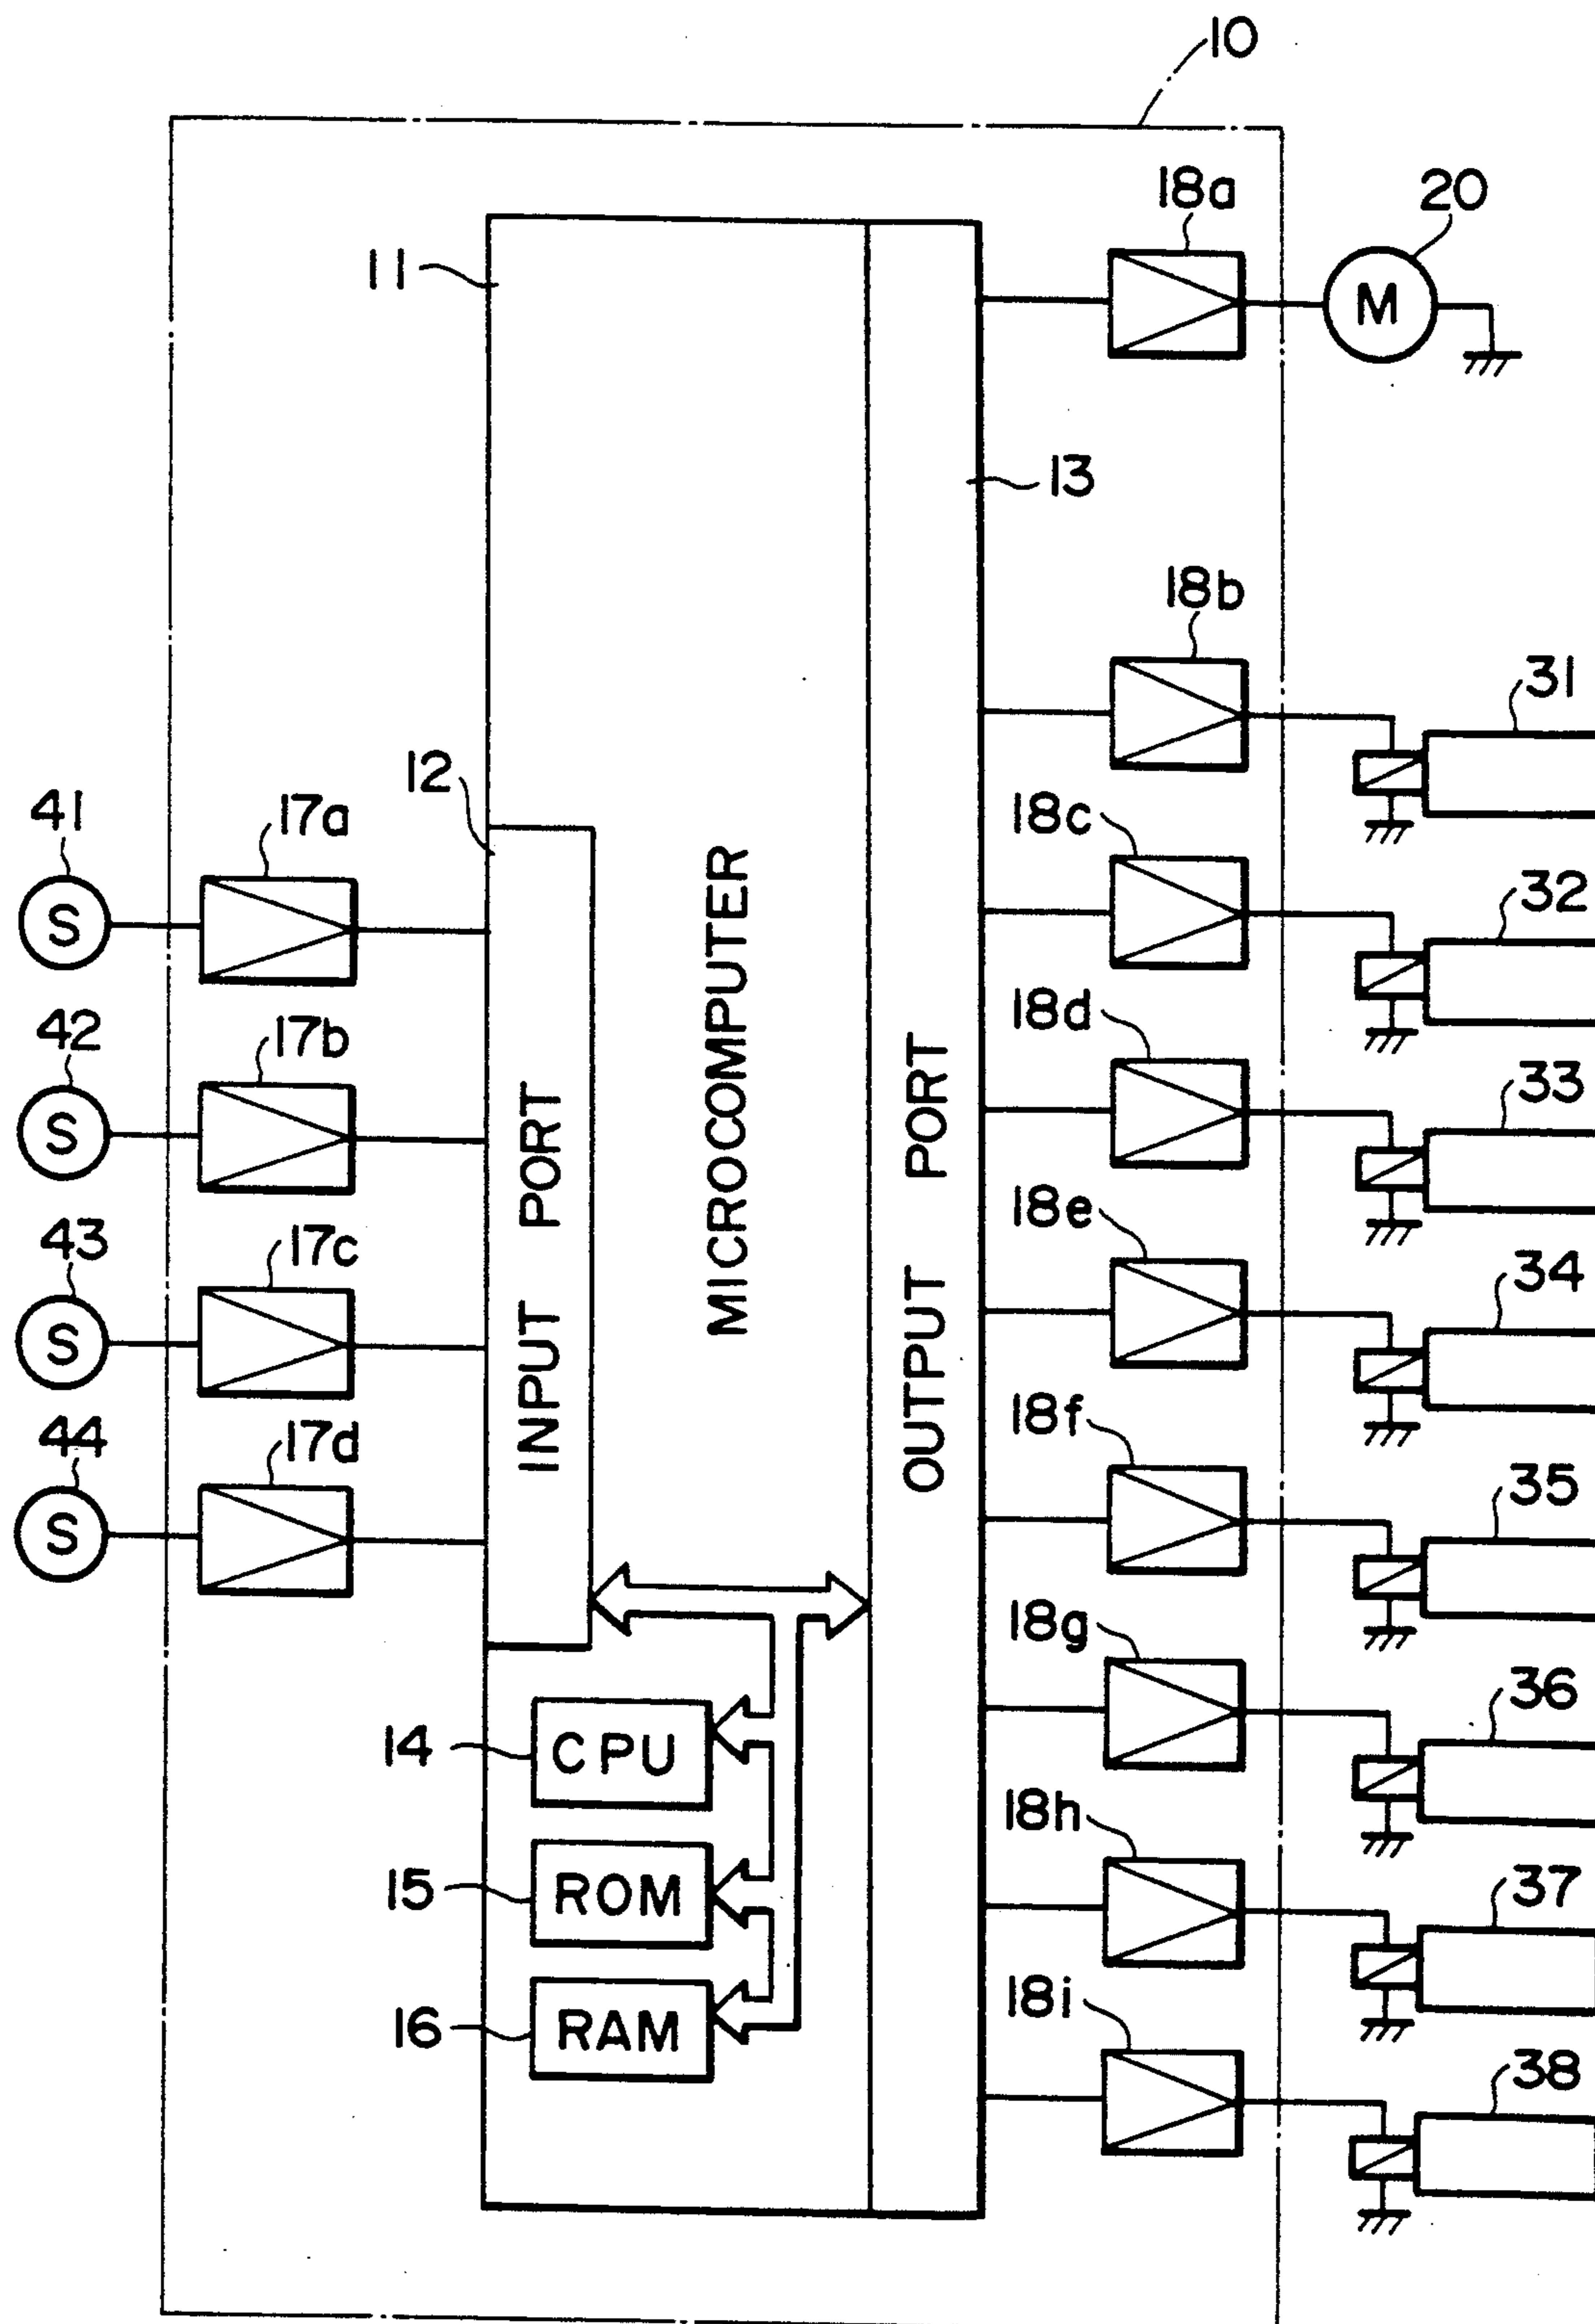 10
18a
20
11
M
13
18b
31
12
41
17a
18c
S
32
MICROCOMPUTER
42
17b
18d
S
33
INPUT PORT
OUTPUT PORT
43
17c
18e
S
34
44
17d
18f
S
35
18g
36
14
CPU
18h
15
ROM
37
18i
16
RAM
38